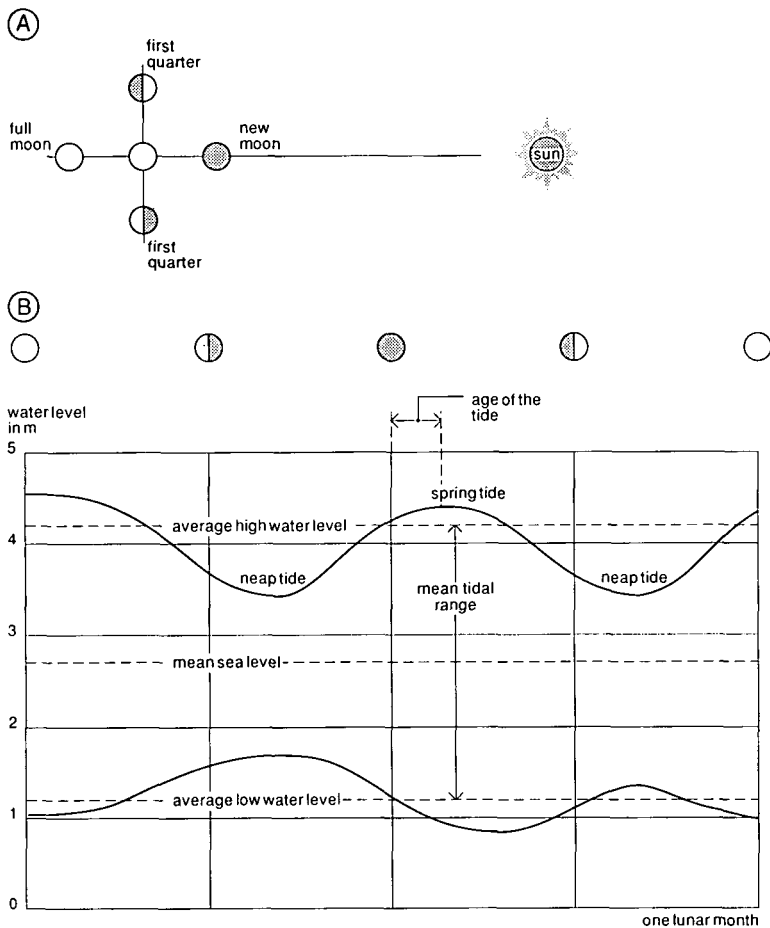 A
first
quarter
full
moon
new
moon
sun
first
quarter
B
age of the
tide
water level
in m
5
spring tide
average high water level
4
neap tide
mean tidal
range
neap tide
3
mean sea level
2
average low water level
1
0
one lunar month